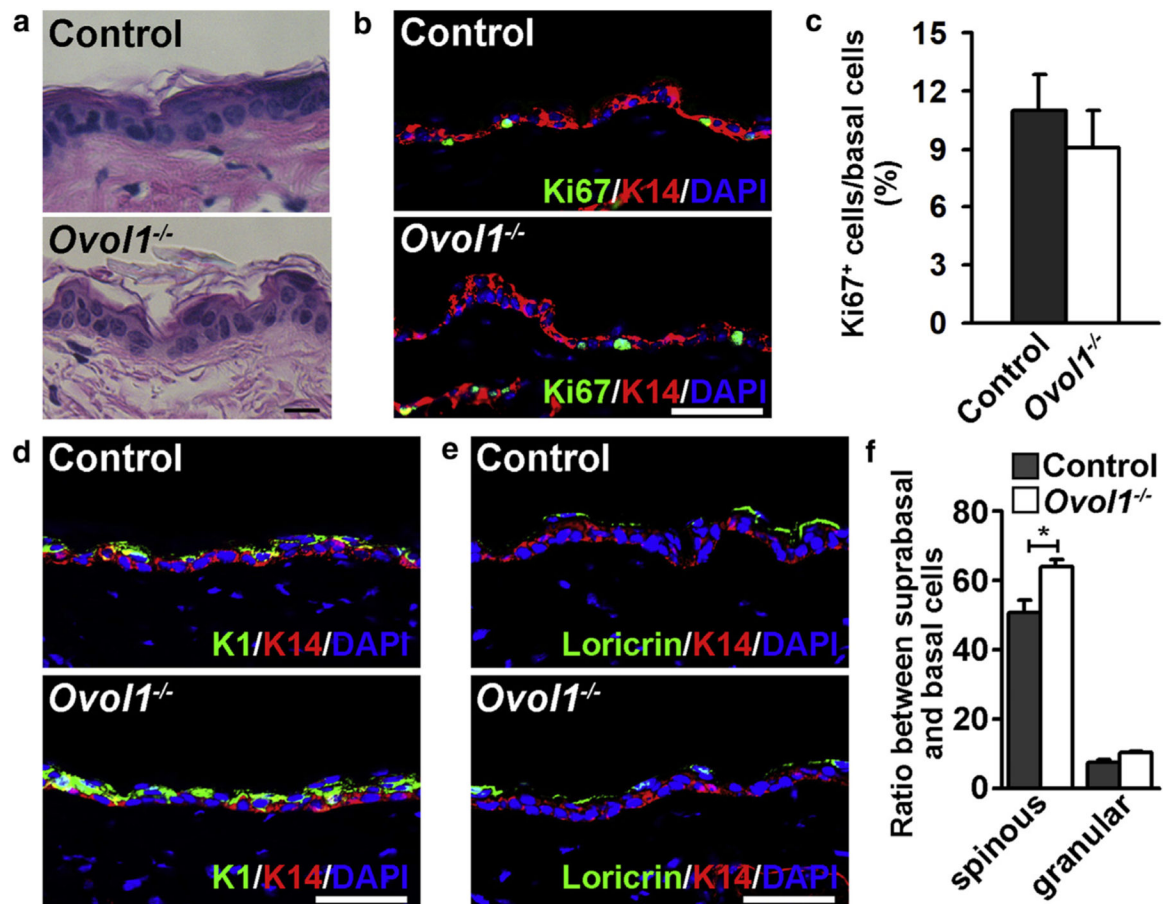 a
Control
Ovol1-/-
b
Control
Ki67/K14/DAPI
Ovol1-/-
Ki67/K14/DAPI
c
Ki67+ cells/basal cells
(%)
15
12
9
6
3
0
Control
Ovol1-/-
d
Control
K1/K14/DAPI
Ovol1-/-
K1/K14/DAPI
e
Control
Loricrin/K14/DAPI
Ovol1-/-
Loricrin/K14/DAPI
f
Control
Ovol1-/-
Ratio between suprabasal
and basal cells
80
60
40
20
0
*
spinous
granular